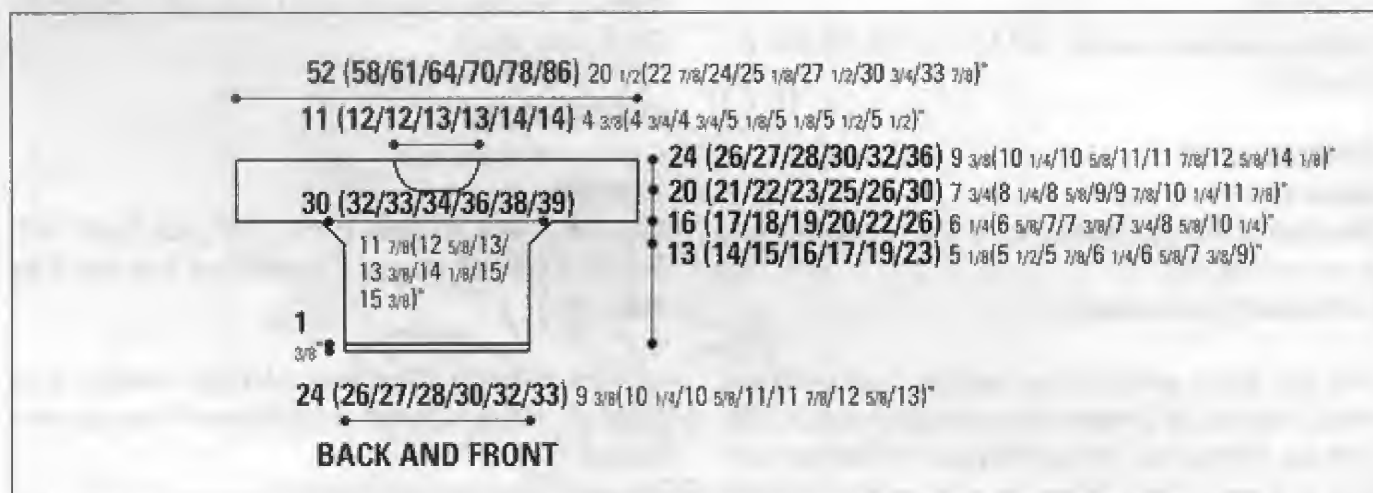 52 (58/61/64/70/78/86) 20 1/2(22 7/8/24/25 1/8/27 1/2/30 3/4/33 7/8)"
11 (12/12/13/13/14/14) 4 3/8(4 3/4/4 3/4/5 1/8/5 1/8/5 1/2/5 1/2)"
24 (26/27/28/30/32/36) 9 3/8(10 1/4/10 5/8/11/11 7/8/12 5/8/14 1/8)"
20 (21/22/23/25/26/30) 7 3/4(8 1/4/8 5/8/9/9 7/8/10 1/4/11 7/8)"
30 (32/33/34/36/38/39)
16 (17/18/19/20/22/26) 6 1/4(6 5/8/7/7 3/8/7 3/4/8 5/8/10 1/4)"
13 (14/15/16/17/19/23) 5 1/8(5 1/2/5 7/8/6 1/4/6 5/8/7 3/8/9)"
11 7/8(12 5/8/13/
13 3/8/14 1/8/15/
15 3/8)"
1
3/8"
24 (26/27/28/30/32/33) 9 3/8(10 1/4/10 5/8/11/11 7/8/12 5/8/13)"
BACK AND FRONT